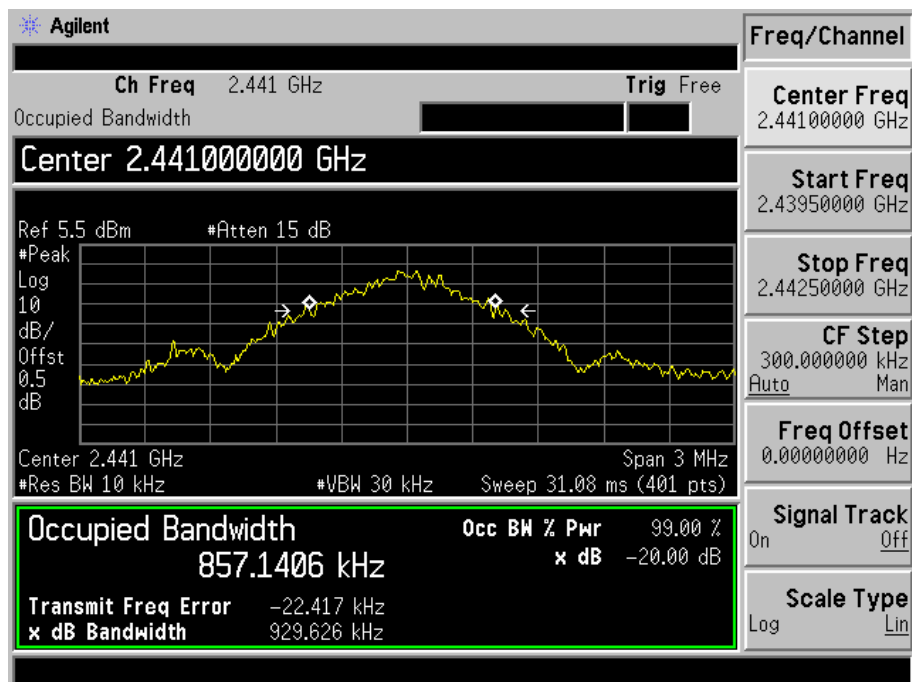 Agilent
Freq/Channel
Ch Freq 2.441 GHz Trig Free
Occupied Bandwidth
Center 2.441000000 GHz
Ref 5.5 dBm #Atten 15 dB
#Peak
Log
10
dB/
Offst
0.5
dB
Center 2.441 GHz Span 3 MHz
#Res BW 10 kHz #VBW 30 kHz Sweep 31.08 ms (401 pts)
Occupied Bandwidth
857.1406 kHz
Occ BW % Pwr 99.00 %
x dB -20.00 dB
Transmit Freq Error -22.417 kHz
x dB Bandwidth 929.626 kHz
Center Freq
2.44100000 GHz
Start Freq
2.43950000 GHz
Stop Freq
2.44250000 GHz
CF Step
300.000000 kHz
Auto Man
Freq Offset
0.00000000 Hz
Signal Track
On Off
Scale Type
Log Lin